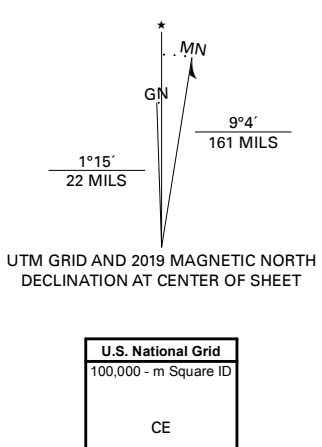 ★
MN
GN
9°4´
161 MILS
1°15´
22 MILS
UTM GRID AND 2019 MAGNETIC NORTH
DECLINATION AT CENTER OF SHEET
U.S. National Grid
100,000 - m Square ID
CE